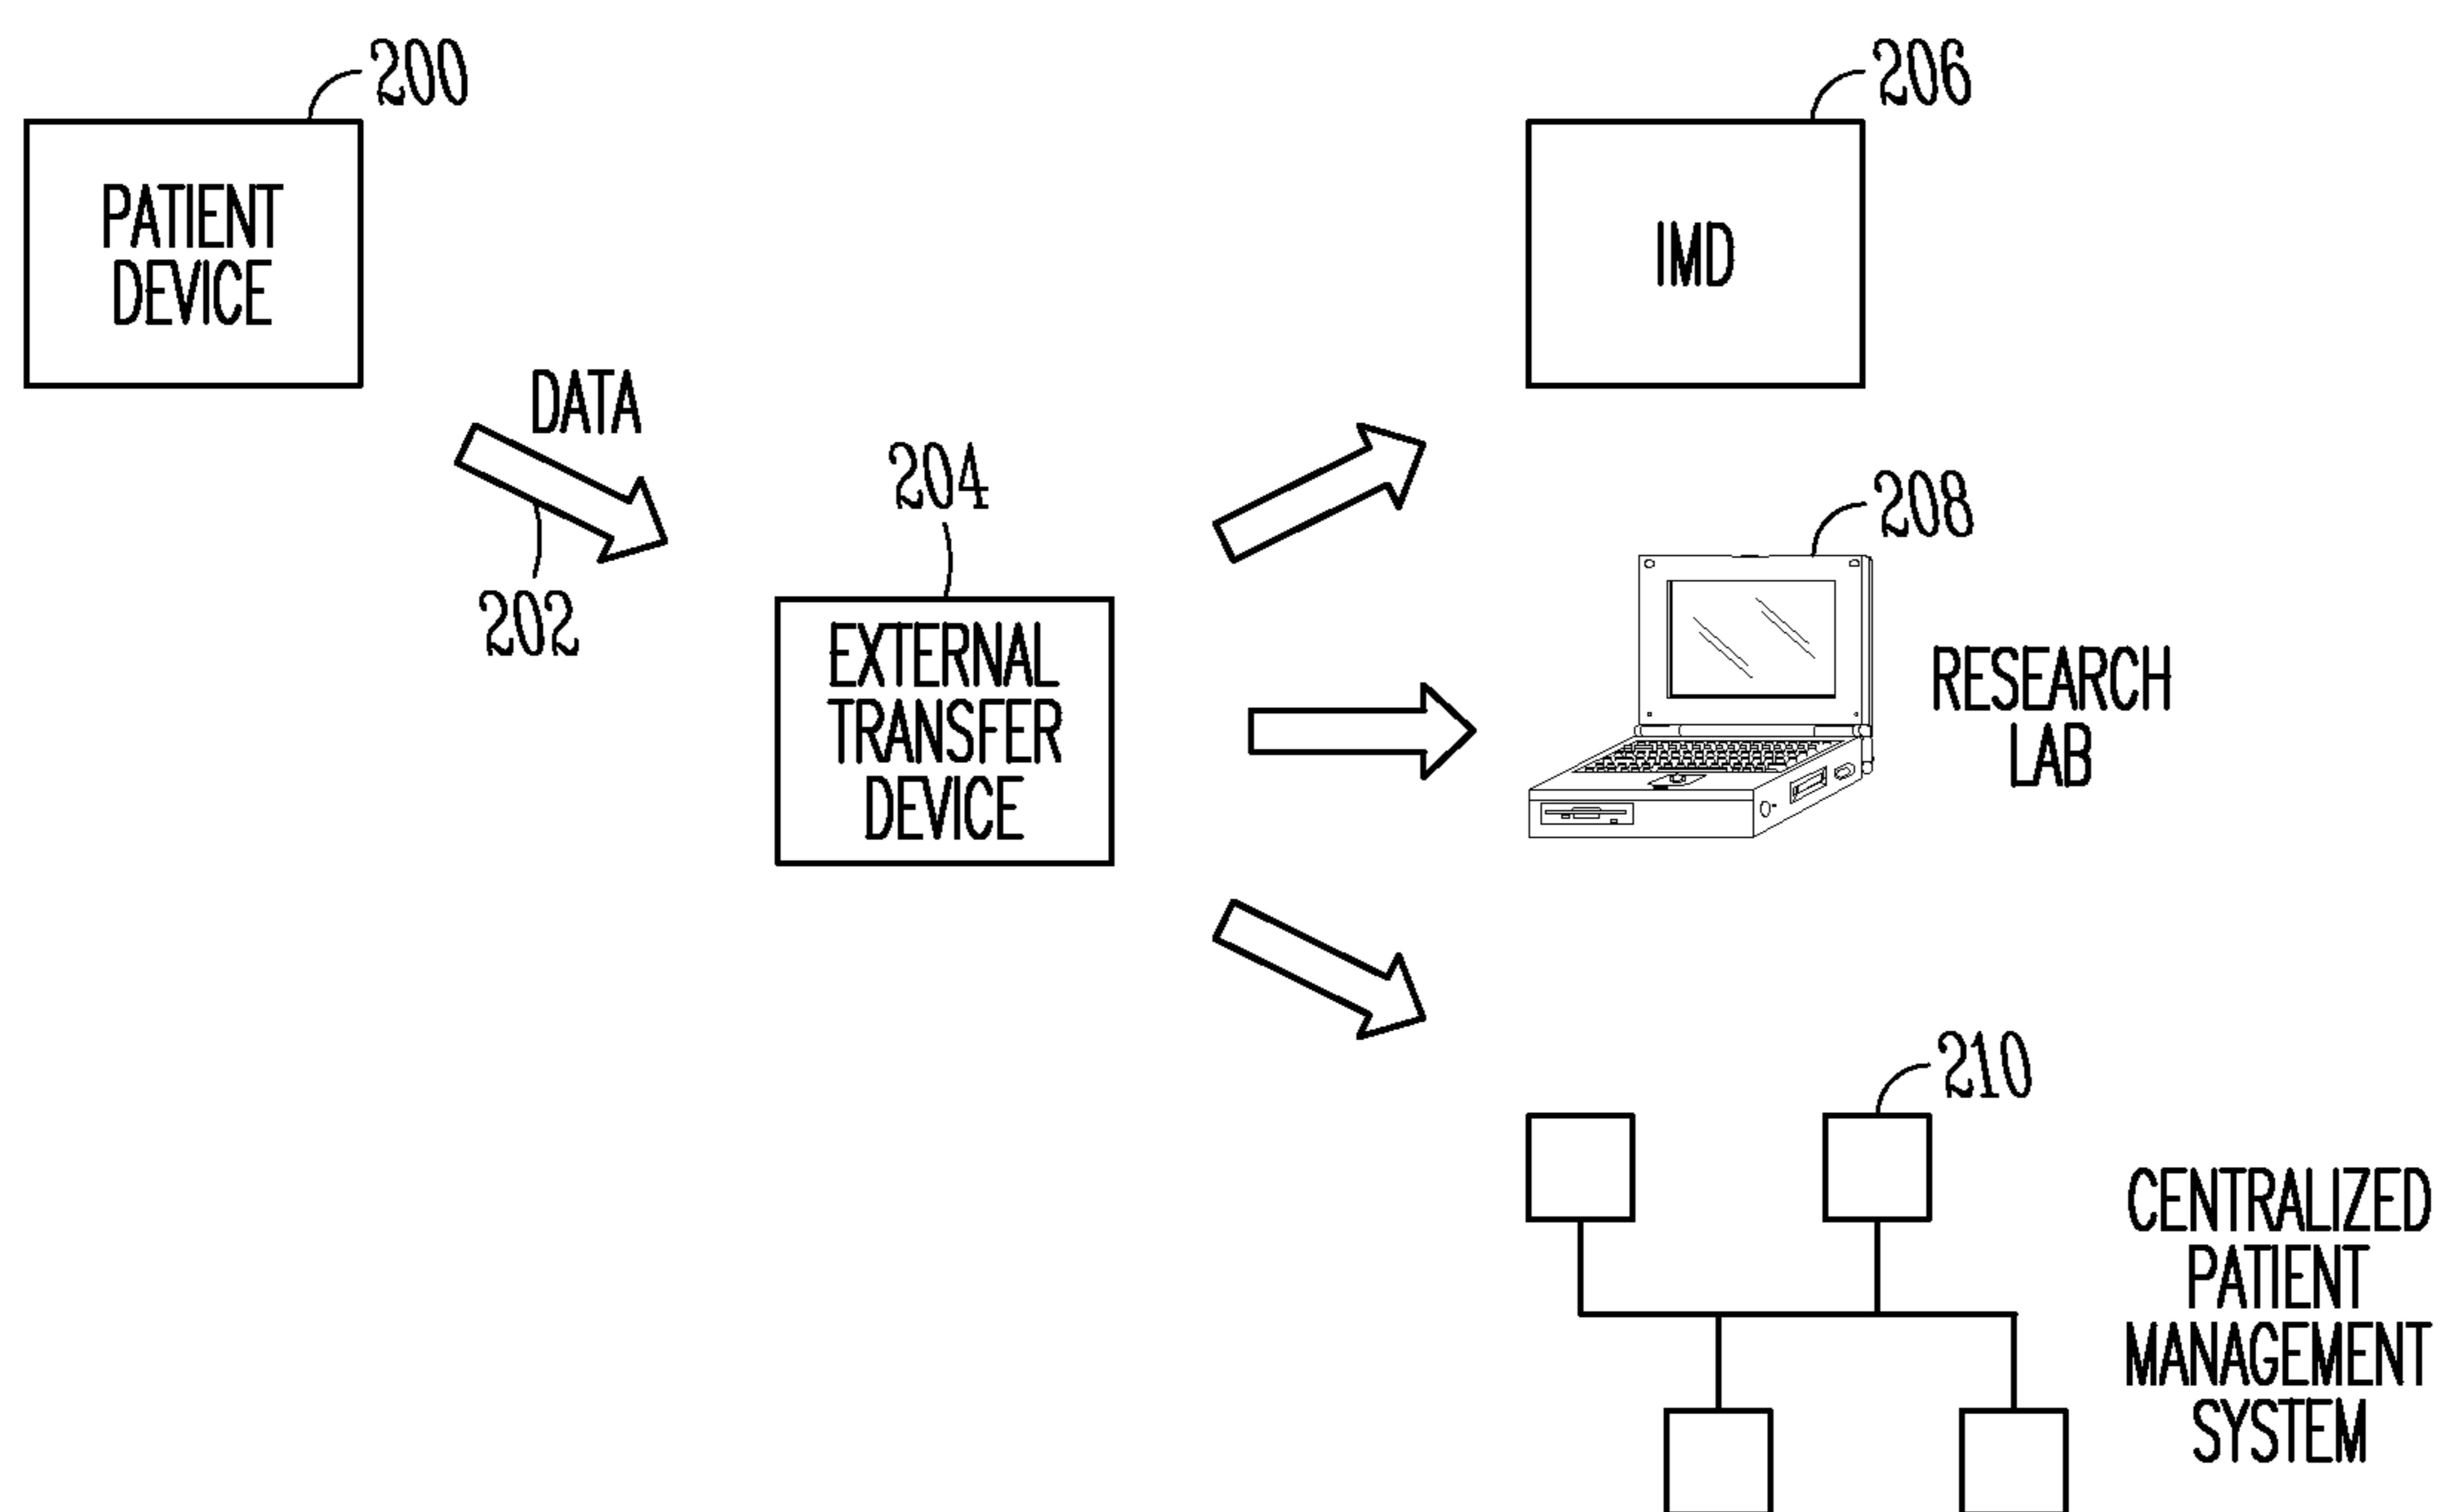 200
PATIENT
DEVICE
DATA
202
204
EXTERNAL
TRANSFER
DEVICE
206
IMD
208
RESEARCH
LAB
210
CENTRALIZED
PATIENT
MANAGEMENT
SYSTEM